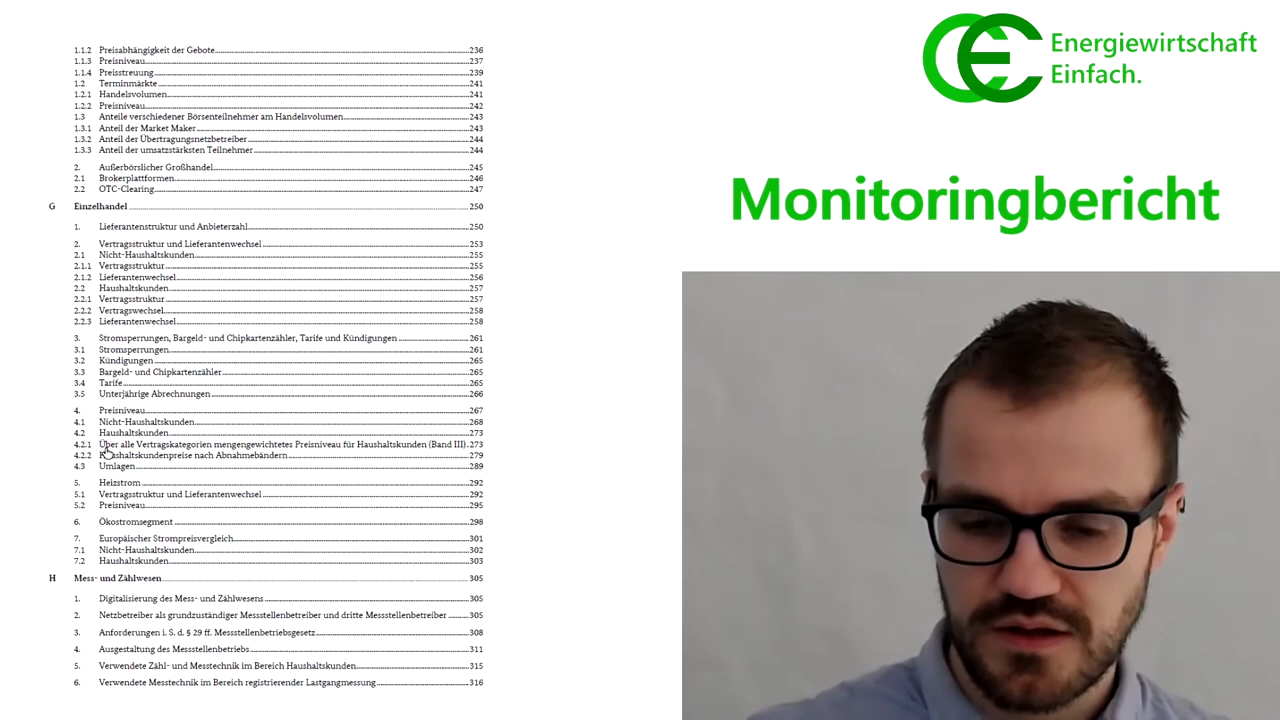 1.1.2 Preisabhängigkeit der Gebote 236
1.1.3 Preisniveau 237
1.1.4 Preisstreuung 239
1.2 Terminmärkte 241
1.2.1 Handelsvolumen 241
1.2.2 Preisniveau 242
1.3 Anteile verschiedener Börsenteilnehmer am Handelsvolumen 243
1.3.1 Anteil der Market Maker 243
1.3.2 Anteil der Übertragungsnetzbetreiber 244
1.3.3 Anteil der umsatzstärksten Teilnehmer 244
2. Außerbörslicher Großhandel 245
2.1 Brokerplattformen 246
2.2 OTC-Clearing 247
G Einzelhandel 250
1. Lieferantenstruktur und Anbieterzahl 250
2. Vertragsstruktur und Lieferantenwechsel 253
2.1 Nicht-Haushaltskunden 255
2.1.1 Vertragsstruktur 255
2.1.2 Lieferantenwechsel 256
2.2 Haushaltskunden 257
2.2.1 Vertragsstruktur 257
2.2.2 Vertragswechsel 258
2.2.3 Lieferantenwechsel 258
3. Stromsperrungen, Bargeld- und Chipkartenzähler, Tarife und Kündigungen 261
3.1 Stromsperrungen 261
3.2 Kündigungen 265
3.3 Bargeld- und Chipkartenzähler 265
3.4 Tarife 265
3.5 Unterjährige Abrechnungen 266
4. Preisniveau 267
4.1 Nicht-Haushaltskunden 268
4.2 Haushaltskunden 273
4.2.1 Über alle Vertragskategorien mengengewichtetes Preisniveau für Haushaltskunden (Band III) 273
4.2.2 Haushaltskundenpreise nach Abnahmebändern 279
4.3 Umlagen 289
5. Heizstrom 292
5.1 Vertragsstruktur und Lieferantenwechsel 292
5.2 Preisniveau 295
6. Ökostromsegment 298
7. Europäischer Strompreisvergleich 301
7.1 Nicht-Haushaltskunden 302
7.2 Haushaltskunden 303
H Mess- und Zählwesen 305
1. Digitalisierung des Mess- und Zählwesens 305
2. Netzbetreiber als grundzuständiger Messstellenbetreiber und dritte Messstellenbetreiber 305
3. Anforderungen i. S. d. § 29 ff. Messstellenbetriebsgesetz 308
4. Ausgestaltung des Messstellenbetriebs 311
5. Verwendete Zähl- und Messtechnik im Bereich Haushaltskunden 315
6. Verwendete Messtechnik im Bereich registrierender Lastgangmessung 316
Energiewirtschaft
Einfach.
Monitoringbericht